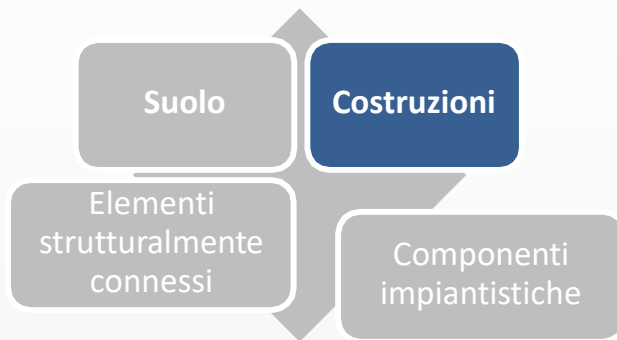 Suolo
Costruzioni
Elementi
strutturalmente
connessi
Componenti
impiantistiche